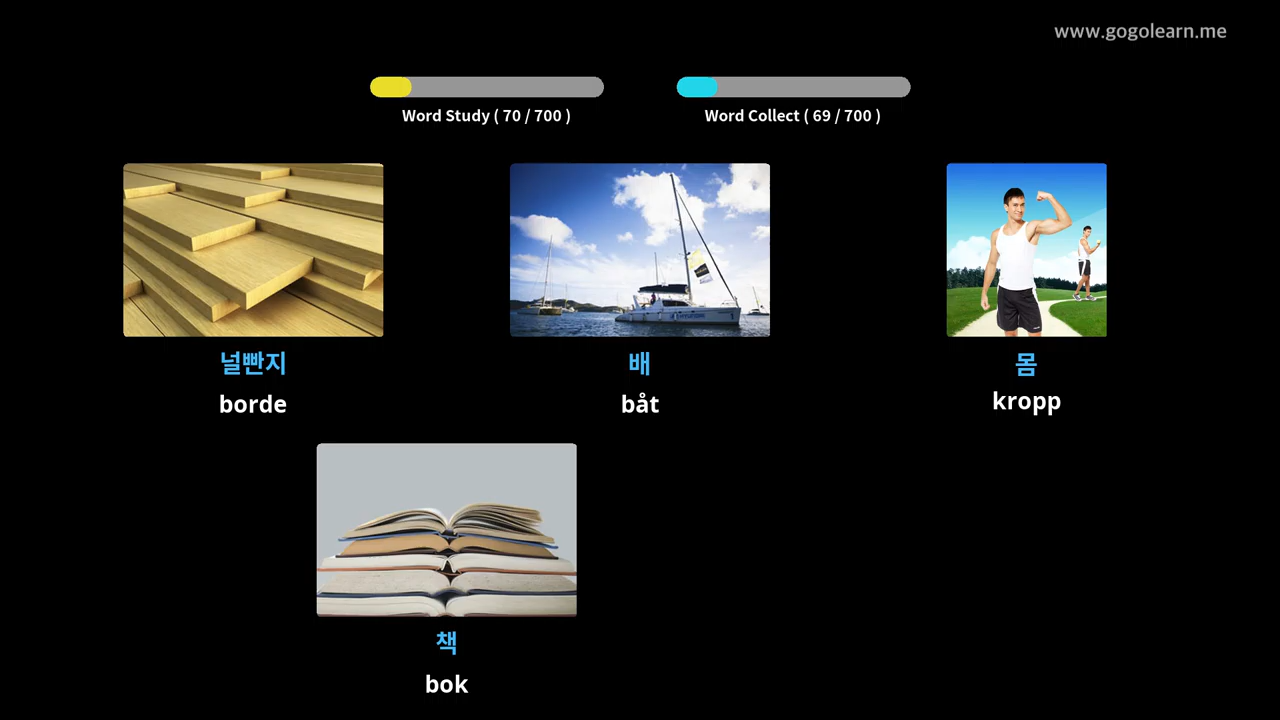 www.gogolearn.me
Word Study ( 70 / 700 )
Word Collect ( 69 / 700 )
널빤지
borde
배
båt
몸
kropp
책
bok